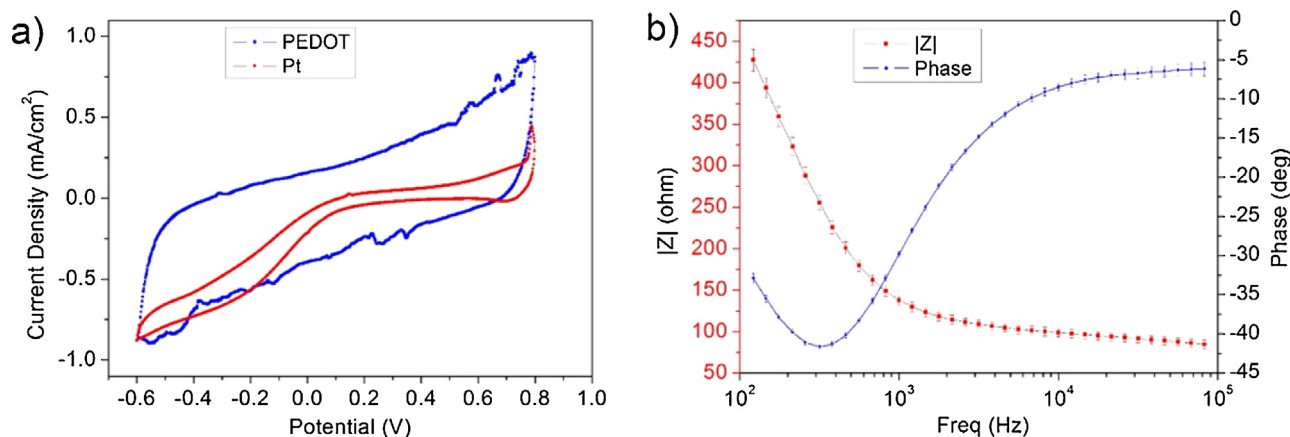 a)
PEDOT
Pt
1.0
0.5
0.0
-0.5
-1.0
Current Density (mA/cm²)
-0.6 -0.4 -0.2 0.0 0.2 0.4 0.6 0.8 1.0
Potential (V)
b)
|Z|
Phase
450
400
350
300
250
200
150
100
50
|Z| (ohm)
10² 10³ 10⁴ 10⁵
Freq (Hz)
0
-5
-10
-15
-20
-25
-30
-35
-40
-45
Phase (deg)